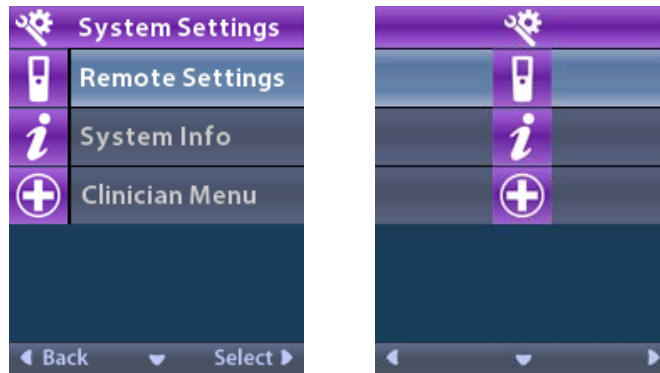 System Settings
Remote Settings
i System Info
Clinician Menu
Back Select
i